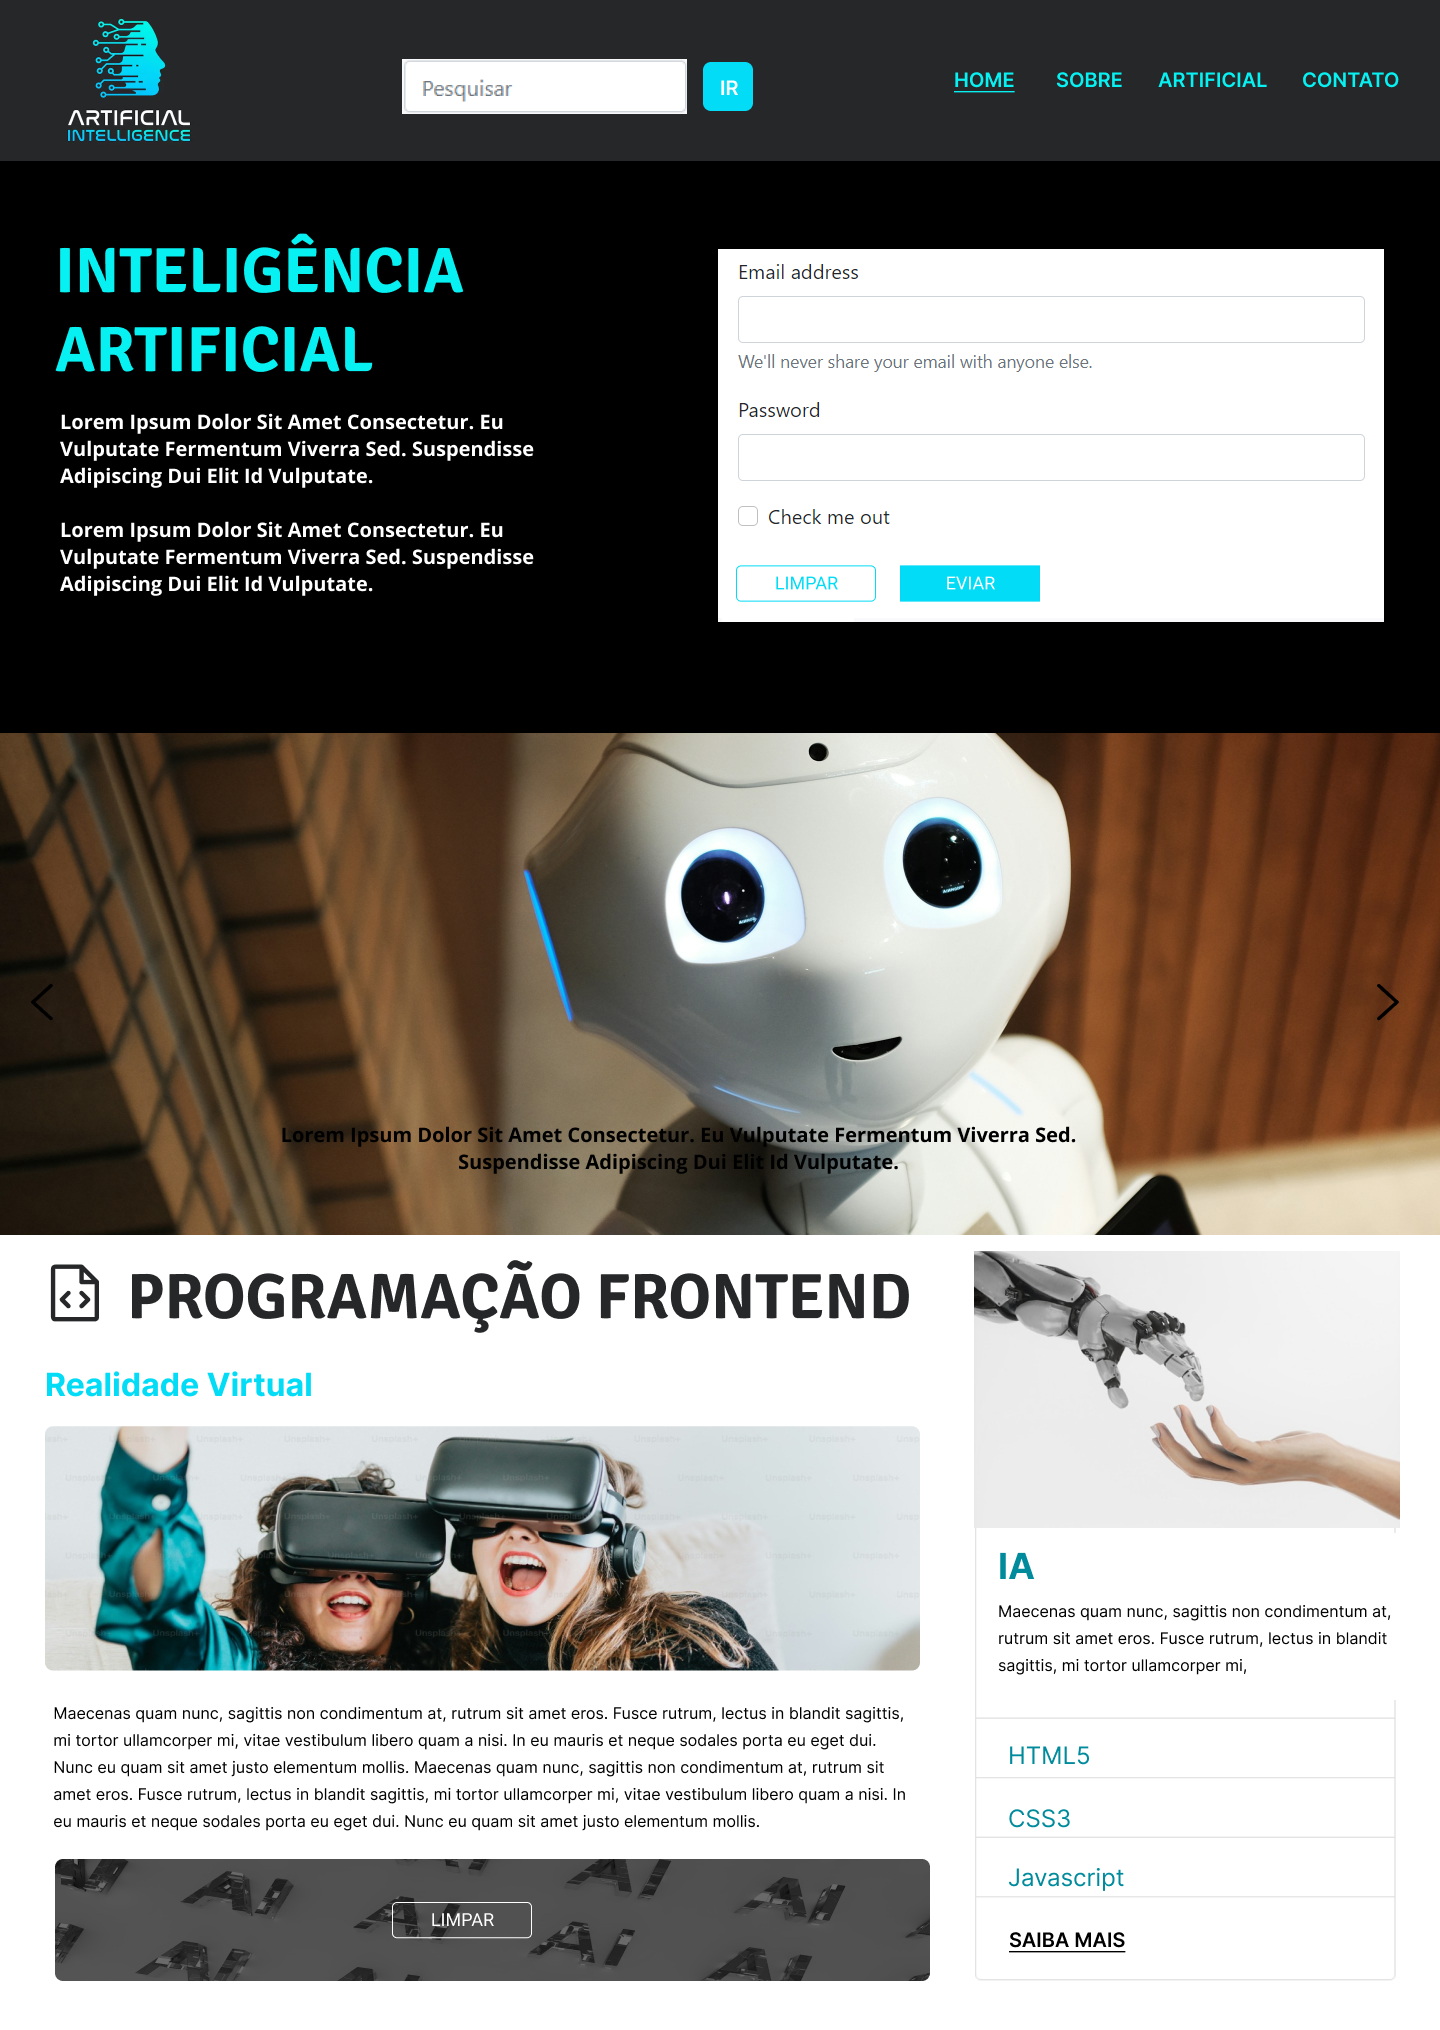 ARTIFICIAL
INTELLIGENCE
Pesquisar
IR
HOME
SOBRE
ARTIFICIAL
CONTATO
INTELIGÊNCIA
ARTIFICIAL
Lorem Ipsum Dolor Sit Amet Consectetur. Eu
Vulputate Fermentum Viverra Sed. Suspendisse
Adipiscing Dui Elit Id Vulputate.
Lorem Ipsum Dolor Sit Amet Consectetur. Eu
Vulputate Fermentum Viverra Sed. Suspendisse
Adipiscing Dui Elit Id Vulputate.
Email address
We'll never share your email with anyone else.
Password
Check me out
LIMPAR
EVIAR
Lorem Ipsum Dolor Sit Amet Consectetur. Eu Vulputate Fermentum Viverra Sed.
Suspendisse Adipiscing Dui Elit Id Vulputate.
PROGRAMAÇÃO FRONTEND
Realidade Virtual
Maecenas quam nunc, sagittis non condimentum at, rutrum sit amet eros. Fusce rutrum, lectus in blandit sagittis,
mi tortor ullamcorper mi, vitae vestibulum libero quam a nisi. In eu mauris et neque sodales porta eu eget dui.
Nunc eu quam sit amet justo elementum mollis. Maecenas quam nunc, sagittis non condimentum at, rutrum sit
amet eros. Fusce rutrum, lectus in blandit sagittis, mi tortor ullamcorper mi, vitae vestibulum libero quam a nisi. In
eu mauris et neque sodales porta eu eget dui. Nunc eu quam sit amet justo elementum mollis.
LIMPAR
IA
Maecenas quam nunc, sagittis non condimentum at,
rutrum sit amet eros. Fusce rutrum, lectus in blandit
sagittis, mi tortor ullamcorper mi,
HTML5
CSS3
Javascript
SAIBA MAIS